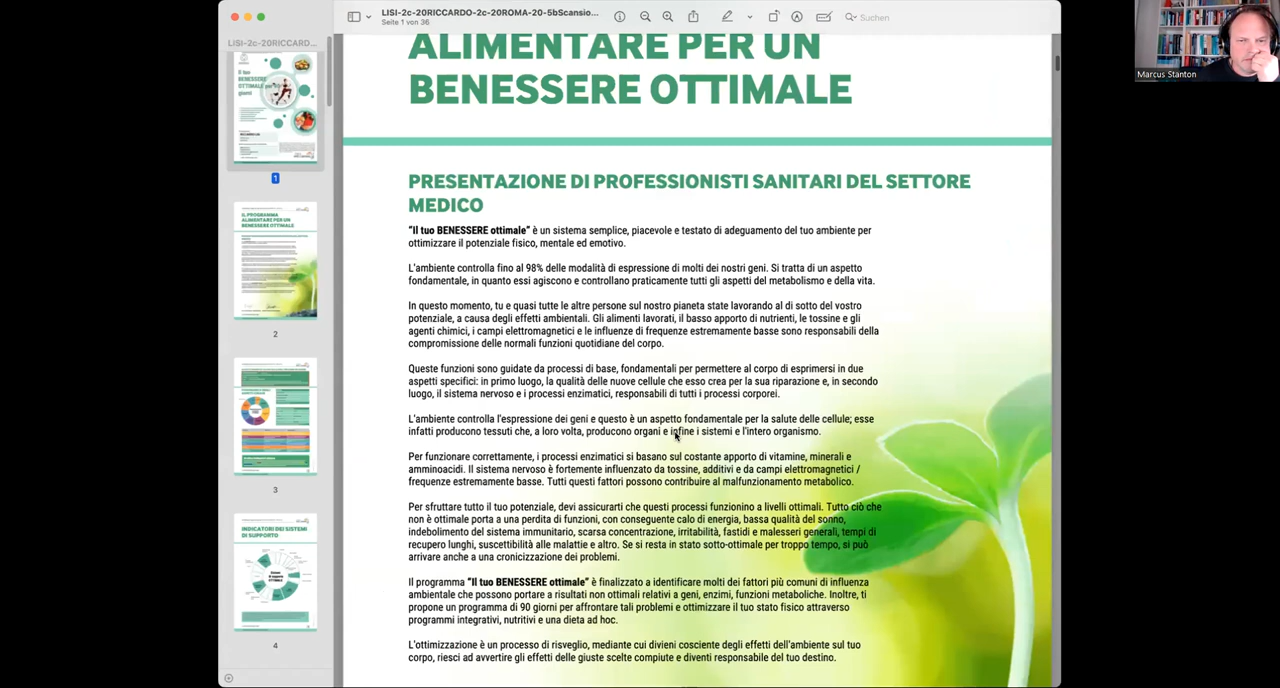 LISI-2c-20RICCARDO-2c-20ROMA-20-5bScansio...
Seite 1 von 36
Suchen
Marcus Stanton
LISI-2c-20RICCARD...
Il tuo
BENESSERE
OTTIMALE per
giusti
1
IL PROGRAMMA
ALIMENTARE PER UN
BENESSERE OTTIMALE
2
3
INDICATORI DEI SISTEMI
DI SUPPORTO
4
ALIMENTARE PER UN
BENESSERE OTTIMALE
PRESENTAZIONE DI PROFESSIONISTI SANITARI DEL SETTORE
MEDICO
“Il tuo BENESSERE ottimale” è un sistema semplice, piacevole e testato di adeguamento del tuo ambiente per
ottimizzare il potenziale fisico, mentale ed emotivo.
L'ambiente controlla fino al 98% delle modalità di espressione di molti dei nostri geni. Si tratta di un aspetto
fondamentale, in quanto essi agiscono e controllano praticamente tutti gli aspetti del metabolismo e della vita.
In questo momento, tu e quasi tutte le altre persone sul nostro pianeta state lavorando al di sotto del vostro
potenziale, a causa degli effetti ambientali. Gli alimenti lavorati, il basso apporto di nutrienti, le tossine e gli
agenti chimici, i campi elettromagnetici e le influenze di frequenze estremamente basse sono responsabili della
compromissione delle normali funzioni quotidiane del corpo.
Queste funzioni sono guidate da processi di base, fondamentali per permettere al corpo di esprimersi in due
aspetti specifici: in primo luogo, la qualità delle nuove cellule che esso crea per la sua riparazione e, in secondo
luogo, il sistema nervoso e i processi enzimatici, responsabili di tutti i processi corporei.
L'ambiente controlla l'espressione dei geni e questo è un aspetto fondamentale per la salute delle cellule; esse
infatti producono tessuti che, a loro volta, producono organi e infine i sistemi e l'intero organismo.
Per funzionare correttamente, i processi enzimatici si basano sul costante apporto di vitamine, minerali e
amminoacidi. Il sistema nervoso è fortemente influenzato da tossine, additivi e da campi elettromagnetici /
frequenze estremamente basse. Tutti questi fattori possono contribuire al malfunzionamento metabolico.
Per sfruttare tutto il tuo potenziale, devi assicurarti che questi processi funzionino a livelli ottimali. Tutto ciò che
non è ottimale porta a una perdita di funzioni, con conseguente calo di energia, bassa qualità del sonno,
indebolimento del sistema immunitario, scarsa concentrazione, irritabilità, fastidi e malesseri generali, tempi di
recupero lunghi, suscettibilità alle malattie e altro. Se si resta in stato sotto-ottimale per troppo tempo, si può
arrivare anche a una cronicizzazione dei problemi.
Il programma “Il tuo BENESSERE ottimale” è finalizzato a identificare molti dei fattori più comuni di influenza
ambientale che possono portare a risultati non ottimali relativi a geni, enzimi, funzioni metaboliche. Inoltre, ti
propone un programma di 90 giorni per affrontare tali problemi e ottimizzare il tuo stato fisico attraverso
programmi integrativi, nutritivi e una dieta ad hoc.
L'ottimizzazione è un processo di risveglio, mediante cui divieni cosciente degli effetti dell'ambiente sul tuo
corpo, riesci ad avvertire gli effetti delle giuste scelte compiute e diventi responsabile del tuo destino.